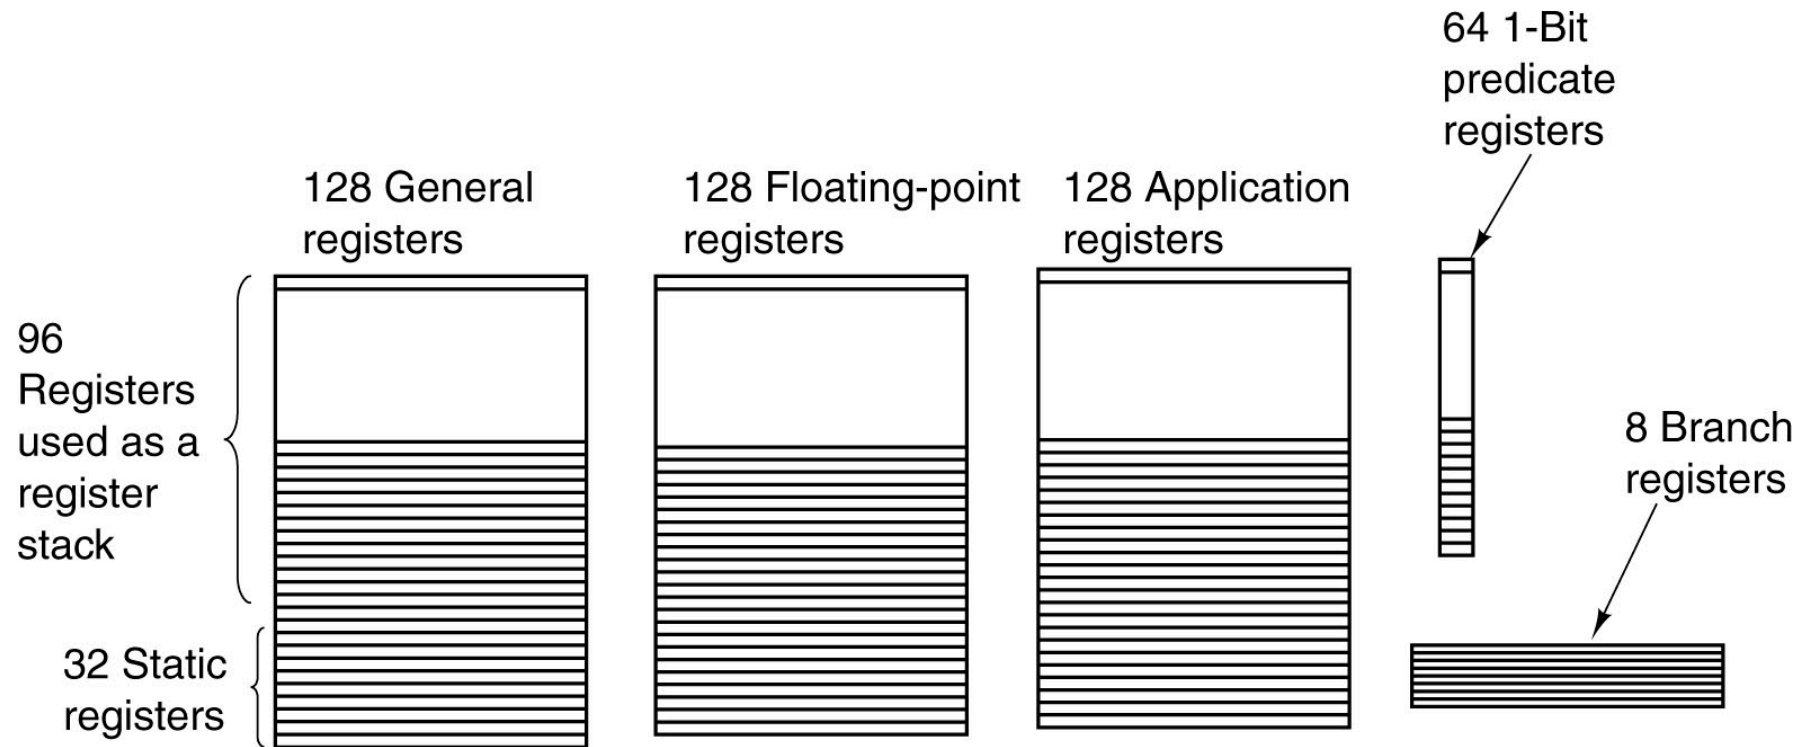 64 1-Bit
predicate
registers
128 General
registers
128 Floating-point
registers
128 Application
registers
96
Registers
used as a
register
stack
8 Branch
registers
32 Static
registers